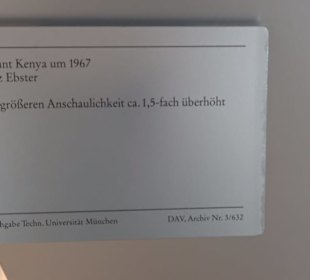 unt Kenya um 1967
z Ebster
größeren Anschaulichkeit ca. 1,5-fach überhöht
hgabe Techn. Universität München DAV, Archiv Nr. 3/632